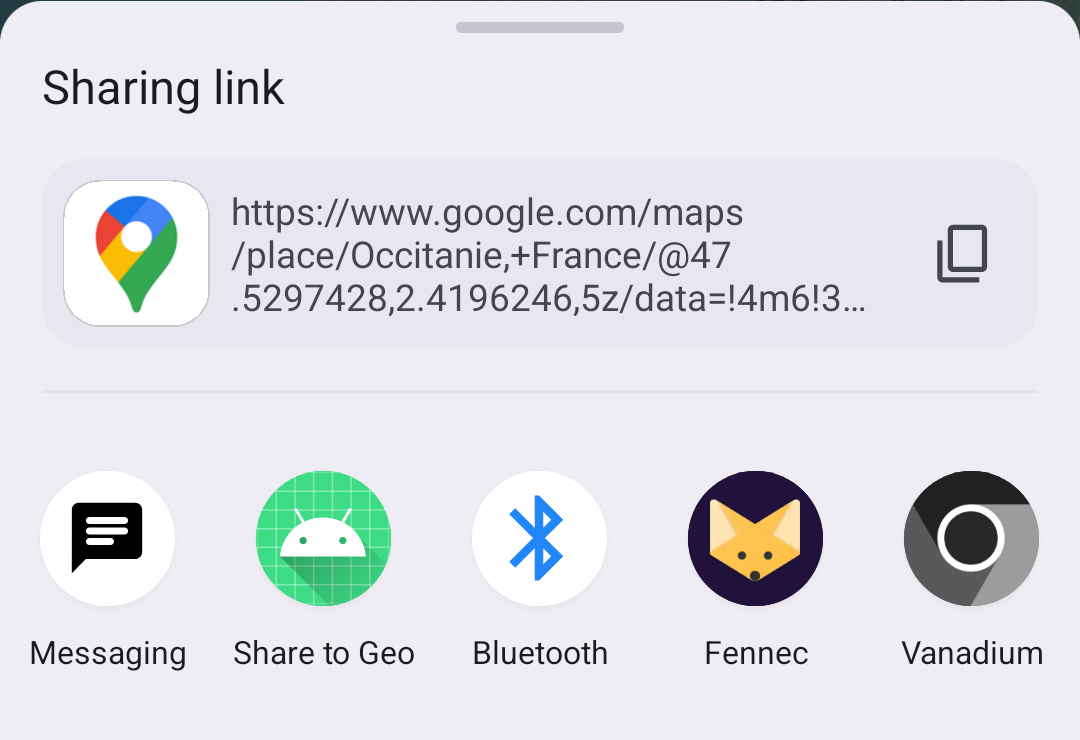 Sharing link
https://www.google.com/maps
/place/Occitanie,+France/@47
.5297428,2.4196246,5z/data=!4m6!3…
Messaging
Share to Geo
Bluetooth
Fennec
Vanadium